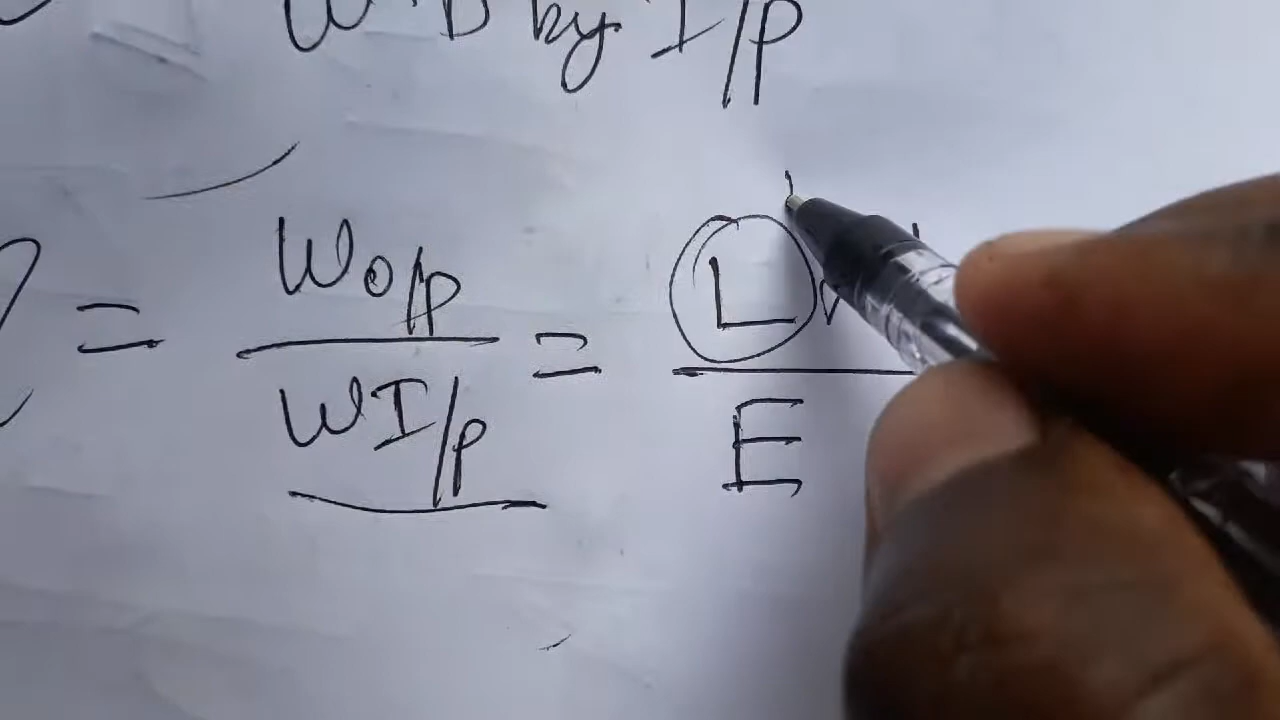 W D by I/p
η = Wo/p = L
WI/p E